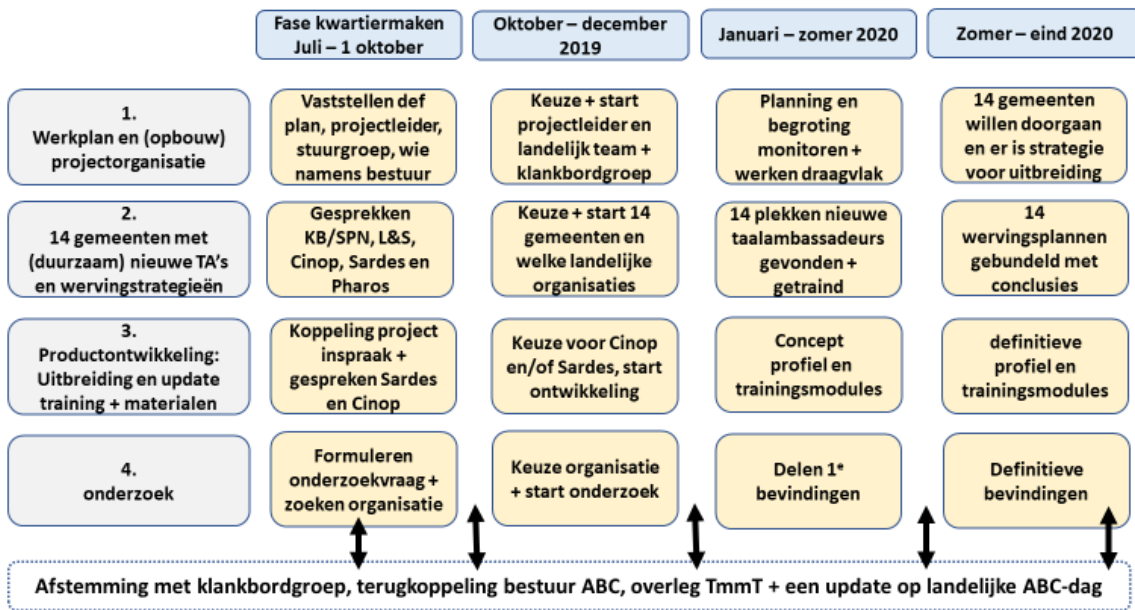 Fase kwartiermaken
Juli – 1 oktober
Oktober – december
2019
Januari – zomer 2020
Zomer – eind 2020
1.
Werkplan en (opbouw)
projectorganisatie
Vaststellen def
plan, projectleider,
stuurgroep, wie
namens bestuur
Keuze + start
projectleider en
landelijk team +
klankbordgroep
Planning en
begroting
monitoren +
werken draagvlak
14 gemeenten
willen doorgaan
en er is strategie
voor uitbreiding
2.
14 gemeenten met
(duurzaam) nieuwe TA's
en wervingstrategieën
Gesprekken
KB/SPN, L&S,
Cinop, Sardes en
Pharos
Keuze + start 14
gemeenten en
welke landelijke
organisaties
14 plekken nieuwe
taalambassadeurs
gevonden +
getraind
14
wervingsplannen
gebundeld met
conclusies
3.
Productontwikkeling:
Uitbreiding en update
training + materialen
Koppeling project
inspraak +
gespreken Sardes
en Cinop
Keuze voor Cinop
en/of Sardes, start
ontwikkeling
Concept
profiel en
trainingsmodules
definitieve
profiel en
trainingsmodules
4.
onderzoek
Formuleren
onderzoekvraag +
zoeken organisatie
Keuze organisatie
+ start onderzoek
Delen 1e
bevindingen
Definitieve
bevindingen
Afstemming met klankbordgroep, terugkoppeling bestuur ABC, overleg TmmT + een update op landelijke ABC-dag